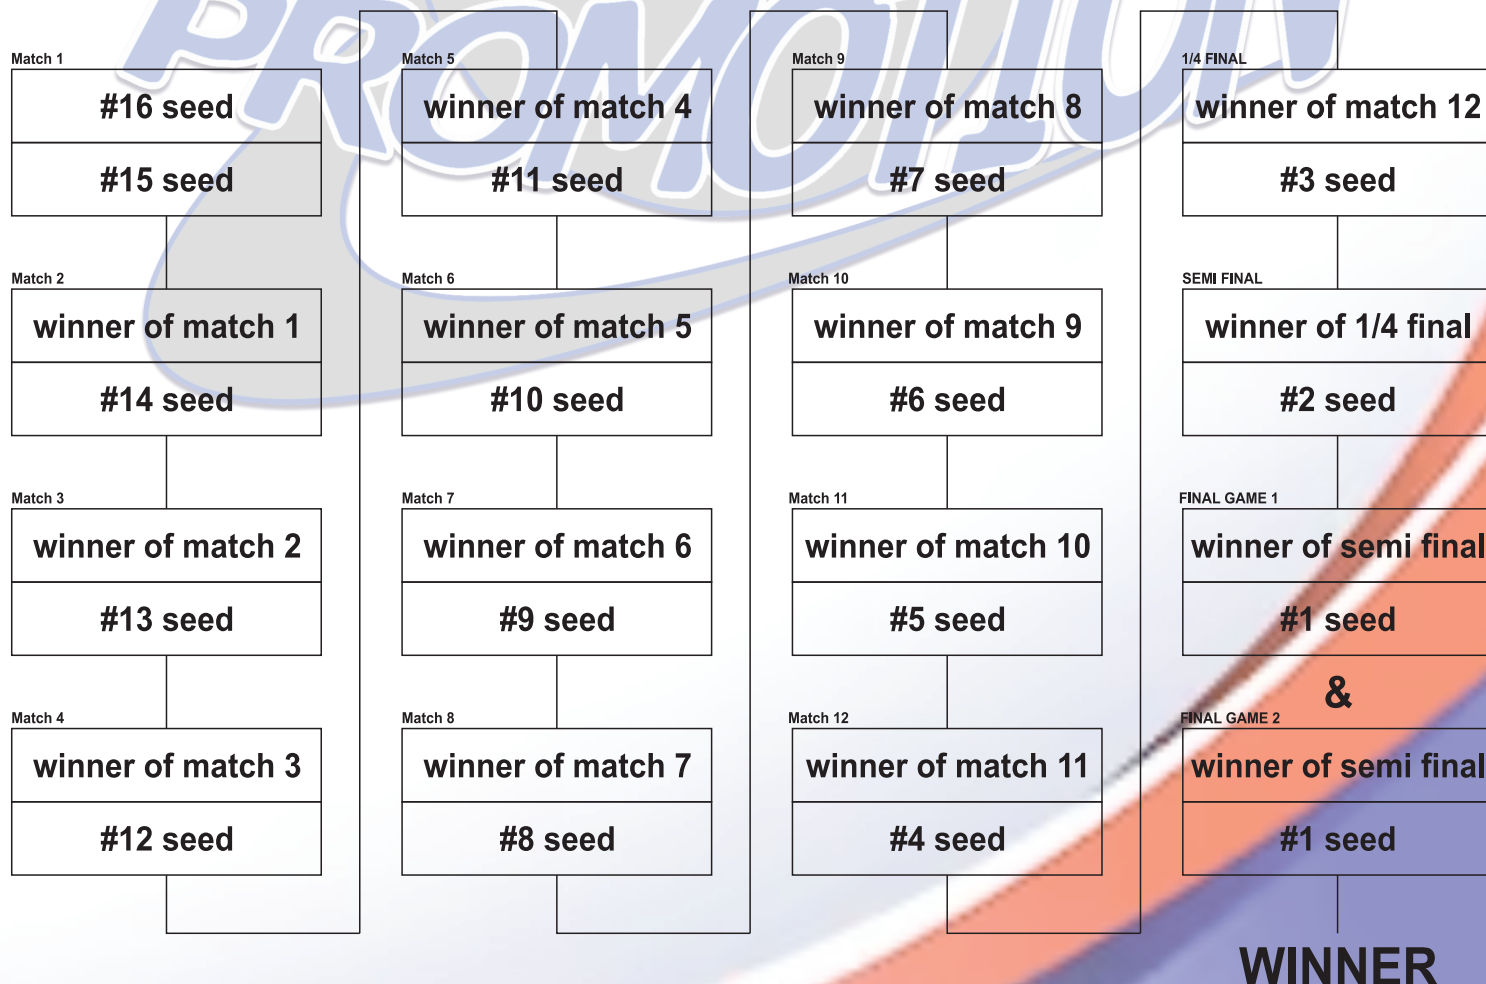 PROMOTION
Match 1
#16 seed
#15 seed
Match 2
winner of match 1
#14 seed
Match 3
winner of match 2
#13 seed
Match 4
winner of match 3
#12 seed
Match 5
winner of match 4
#11 seed
Match 6
winner of match 5
#10 seed
Match 7
winner of match 6
#9 seed
Match 8
winner of match 7
#8 seed
Match 9
winner of match 8
#7 seed
Match 10
winner of match 9
#6 seed
Match 11
winner of match 10
#5 seed
Match 12
winner of match 11
#4 seed
1/4 FINAL
winner of match 12
#3 seed
SEMI FINAL
winner of 1/4 final
#2 seed
FINAL GAME 1
winner of semi final
#1 seed
&
FINAL GAME 2
winner of semi final
#1 seed
WINNER